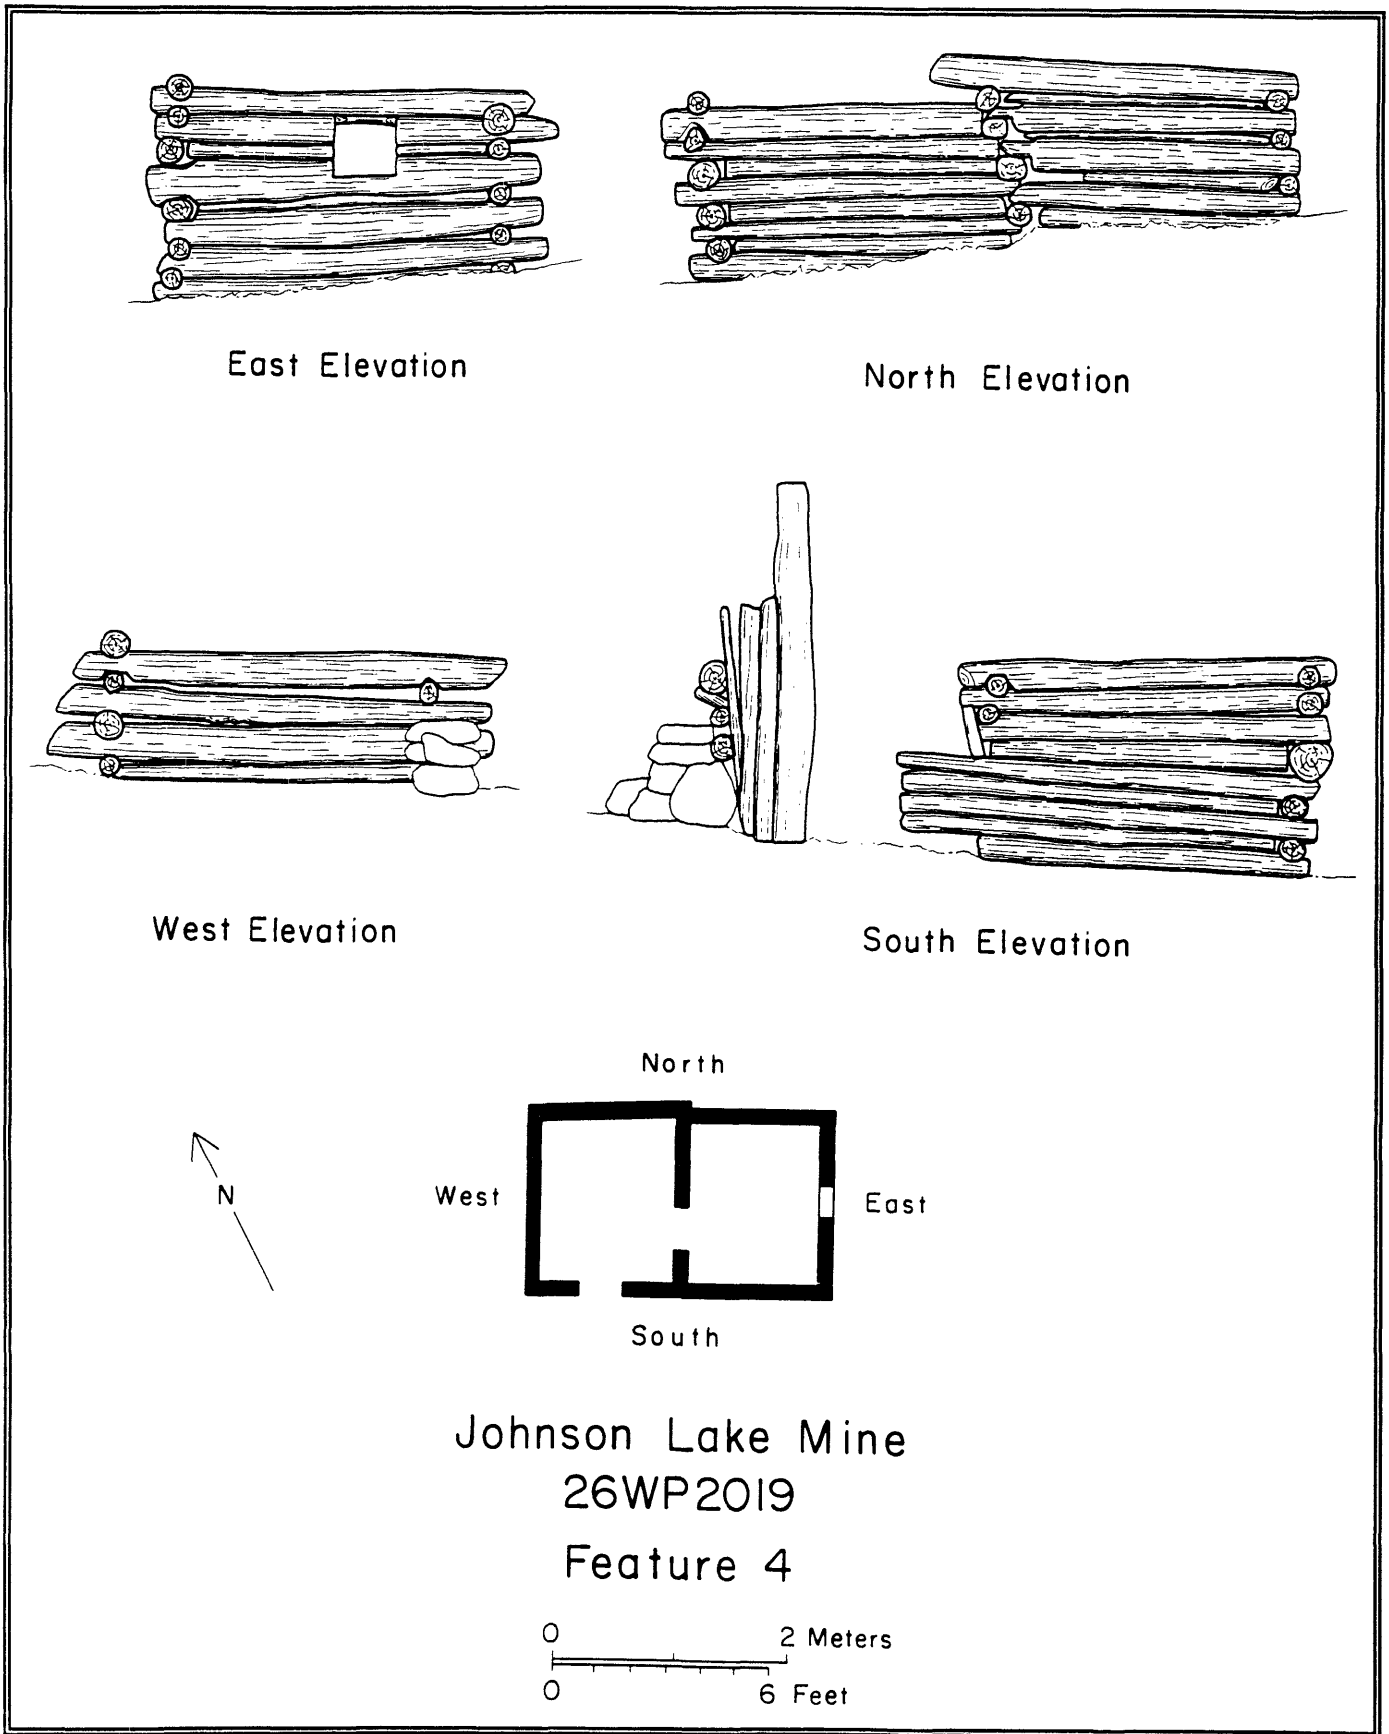 East Elevation
North Elevation
West Elevation
South Elevation
North
N
West
East
South
Johnson Lake Mine
26WP2019
Feature 4
0 2 Meters
0 6 Feet